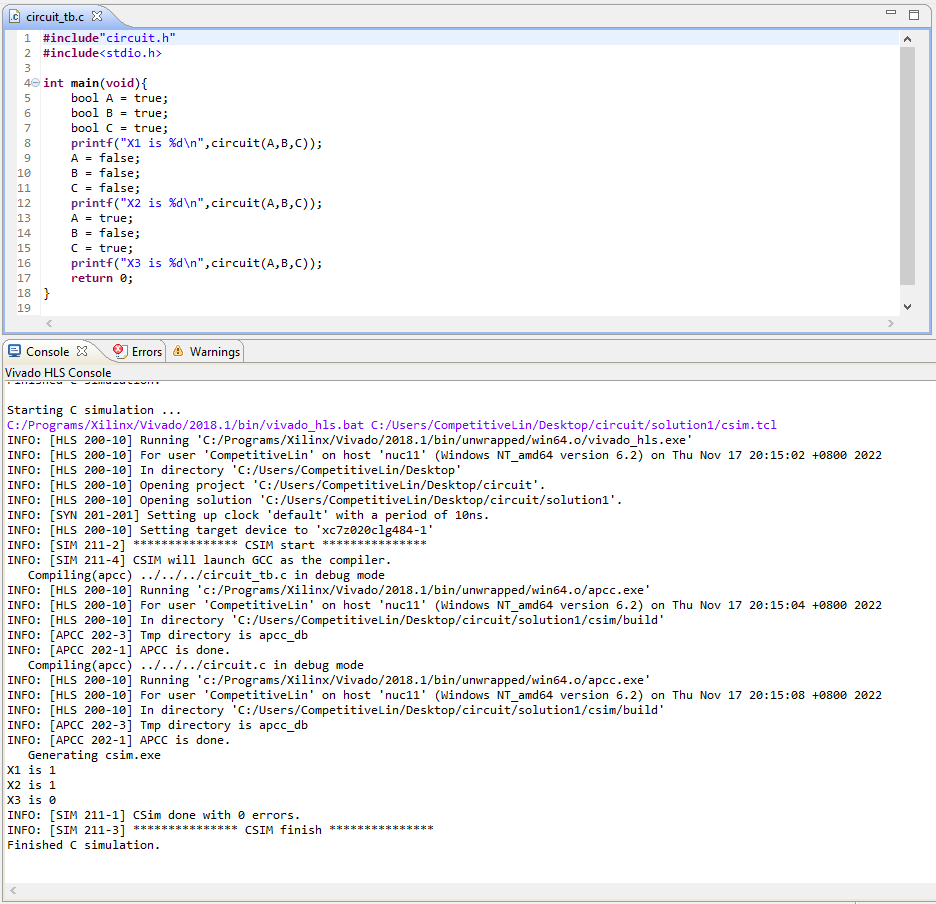 circuit_tb.c
1 #include"circuit.h"
2 #include<stdio.h>
3
4 int main(void){
5     bool A = true;
6     bool B = true;
7     bool C = true;
8     printf("X1 is %d\n",circuit(A,B,C));
9     A = false;
10     B = false;
11     C = false;
12     printf("X2 is %d\n",circuit(A,B,C));
13     A = true;
14     B = false;
15     C = true;
16     printf("X3 is %d\n",circuit(A,B,C));
17     return 0;
18 }
19
Console Errors Warnings
Vivado HLS Console
Finished C simulation.
Starting C simulation ...
C:/Programs/Xilinx/Vivado/2018.1/bin/vivado_hls.bat C:/Users/CompetitiveLin/Desktop/circuit/solution1/csim.tcl
INFO: [HLS 200-10] Running 'C:/Programs/Xilinx/Vivado/2018.1/bin/unwrapped/win64.o/vivado_hls.exe'
INFO: [HLS 200-10] For user 'CompetitiveLin' on host 'nuc11' (Windows NT_amd64 version 6.2) on Thu Nov 17 20:15:02 +0800 2022
INFO: [HLS 200-10] In directory 'C:/Users/CompetitiveLin/Desktop'
INFO: [HLS 200-10] Opening project 'C:/Users/CompetitiveLin/Desktop/circuit'.
INFO: [HLS 200-10] Opening solution 'C:/Users/CompetitiveLin/Desktop/circuit/solution1'.
INFO: [SYN 201-201] Setting up clock 'default' with a period of 10ns.
INFO: [HLS 200-10] Setting target device to 'xc7z020clg484-1'
INFO: [SIM 211-2] *************** CSIM start ***************
INFO: [SIM 211-4] CSIM will launch GCC as the compiler.
   Compiling(apcc) ../../../circuit_tb.c in debug mode
INFO: [HLS 200-10] Running 'c:/Programs/Xilinx/Vivado/2018.1/bin/unwrapped/win64.o/apcc.exe'
INFO: [HLS 200-10] For user 'CompetitiveLin' on host 'nuc11' (Windows NT_amd64 version 6.2) on Thu Nov 17 20:15:04 +0800 2022
INFO: [HLS 200-10] In directory 'C:/Users/CompetitiveLin/Desktop/circuit/solution1/csim/build'
INFO: [APCC 202-3] Tmp directory is apcc_db
INFO: [APCC 202-1] APCC is done.
   Compiling(apcc) ../../../circuit.c in debug mode
INFO: [HLS 200-10] Running 'c:/Programs/Xilinx/Vivado/2018.1/bin/unwrapped/win64.o/apcc.exe'
INFO: [HLS 200-10] For user 'CompetitiveLin' on host 'nuc11' (Windows NT_amd64 version 6.2) on Thu Nov 17 20:15:08 +0800 2022
INFO: [HLS 200-10] In directory 'C:/Users/CompetitiveLin/Desktop/circuit/solution1/csim/build'
INFO: [APCC 202-3] Tmp directory is apcc_db
INFO: [APCC 202-1] APCC is done.
   Generating csim.exe
X1 is 1
X2 is 1
X3 is 0
INFO: [SIM 211-1] CSim done with 0 errors.
INFO: [SIM 211-3] *************** CSIM finish ***************
Finished C simulation.